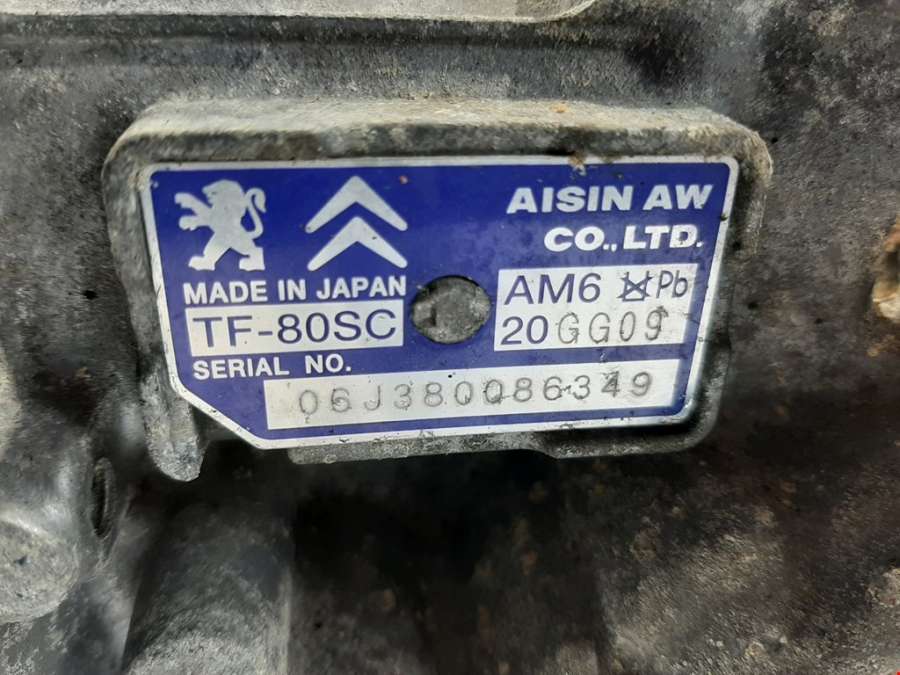 AISIN AW
CO., LTD.
MADE IN JAPAN
TF-80SC
AM6 Pb
20GG09
SERIAL NO.
06J380086349